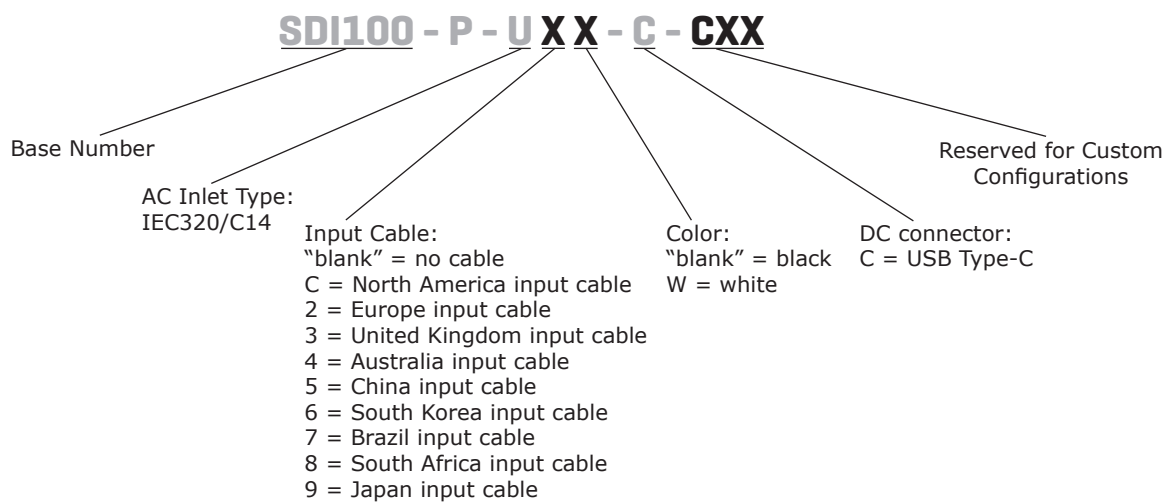 SDI100 - P - U X X - C - CXX
Base Number
AC Inlet Type:
IEC320/C14
Input Cable:
“blank” = no cable
C = North America input cable
2 = Europe input cable
3 = United Kingdom input cable
4 = Australia input cable
5 = China input cable
6 = South Korea input cable
7 = Brazil input cable
8 = South Africa input cable
9 = Japan input cable
Color:
“blank” = black
W = white
DC connector:
C = USB Type-C
Reserved for Custom
Configurations